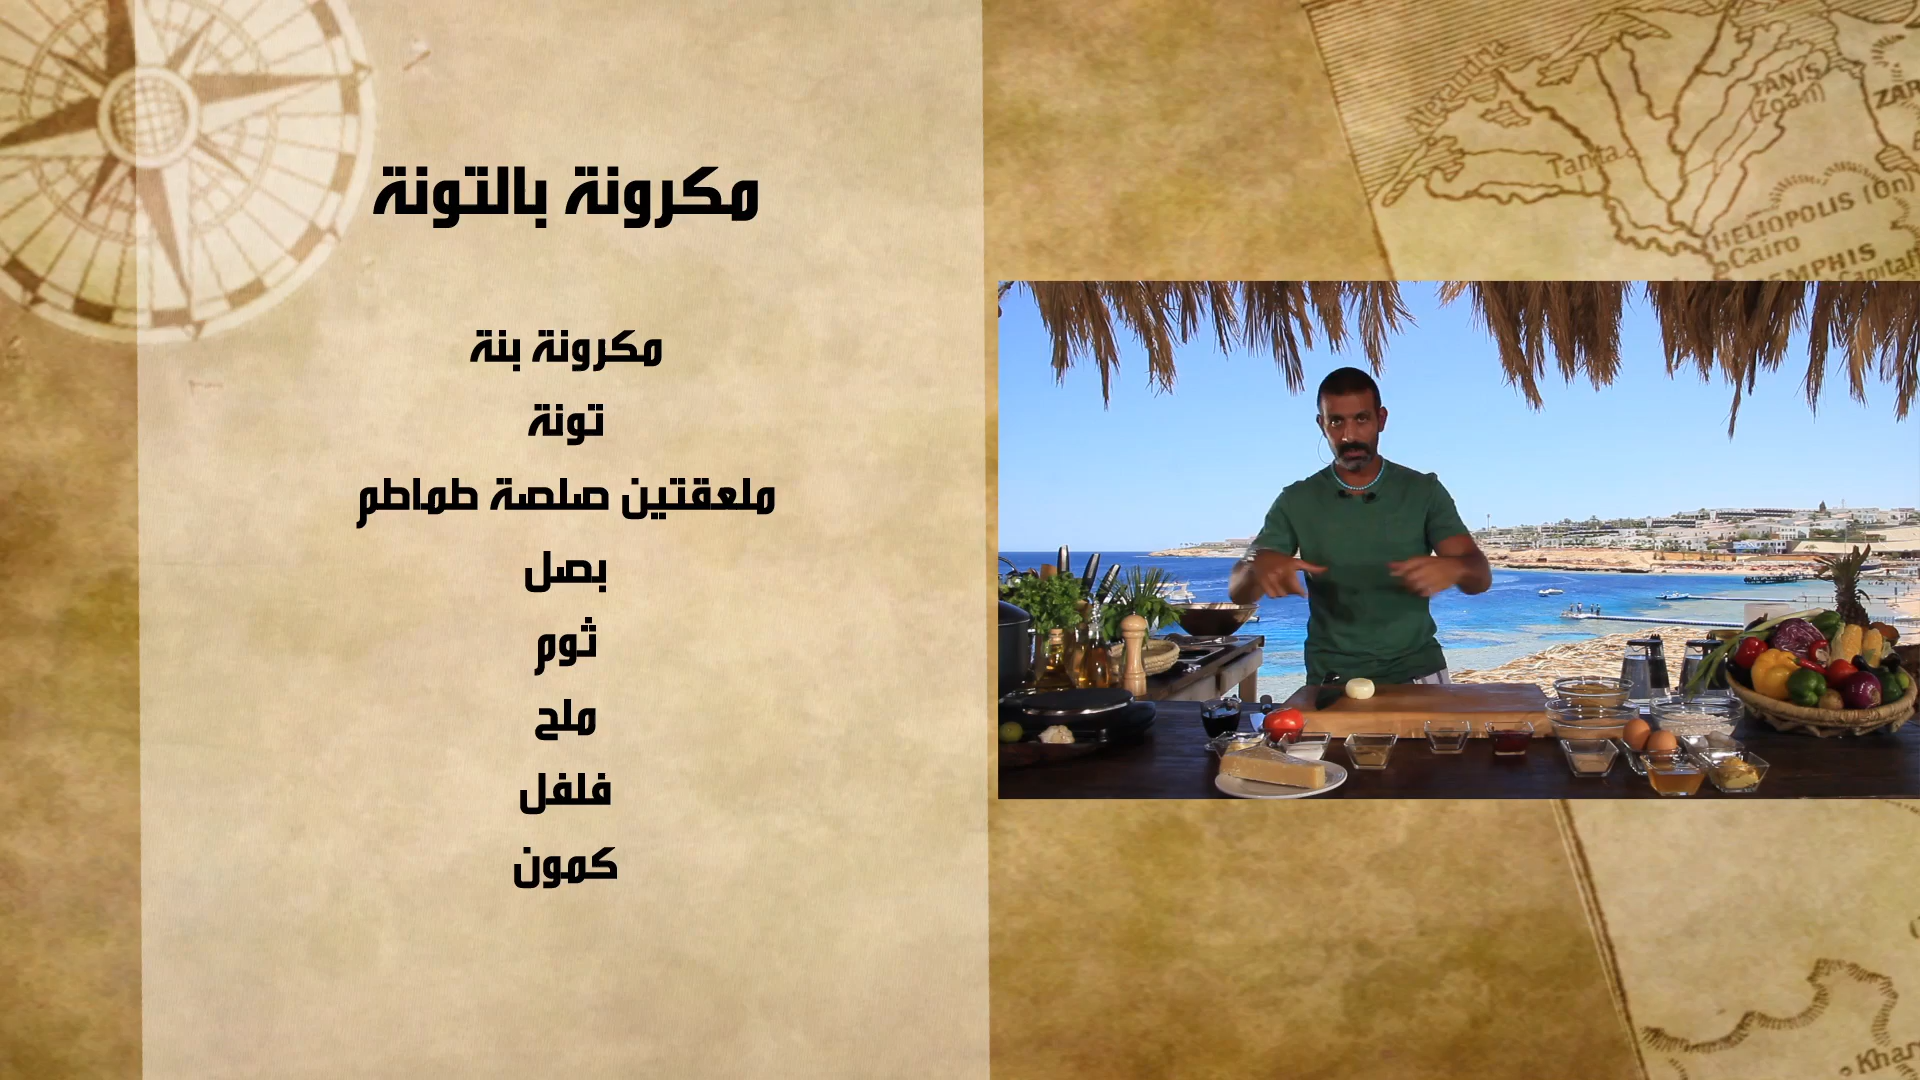 مكرونة بالتونة
مكرونة بنة
تونة
ملعقتين صلصة طماطم
بصل
ثوم
ملح
فلفل
كمون
Alexandria
TANIS
(Zoan)
Tanta
HELIOPOLIS (On)
Cairo
MEMPHIS